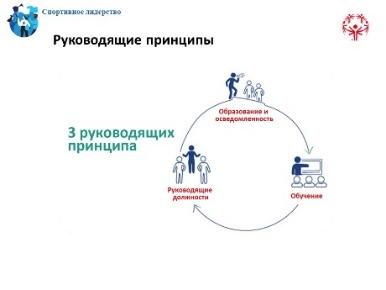 Спортивное лидерство
Руководящие принципы
Образование и
осведомленность
3 руководящих
принципа
Руководящие
должности
Обучение